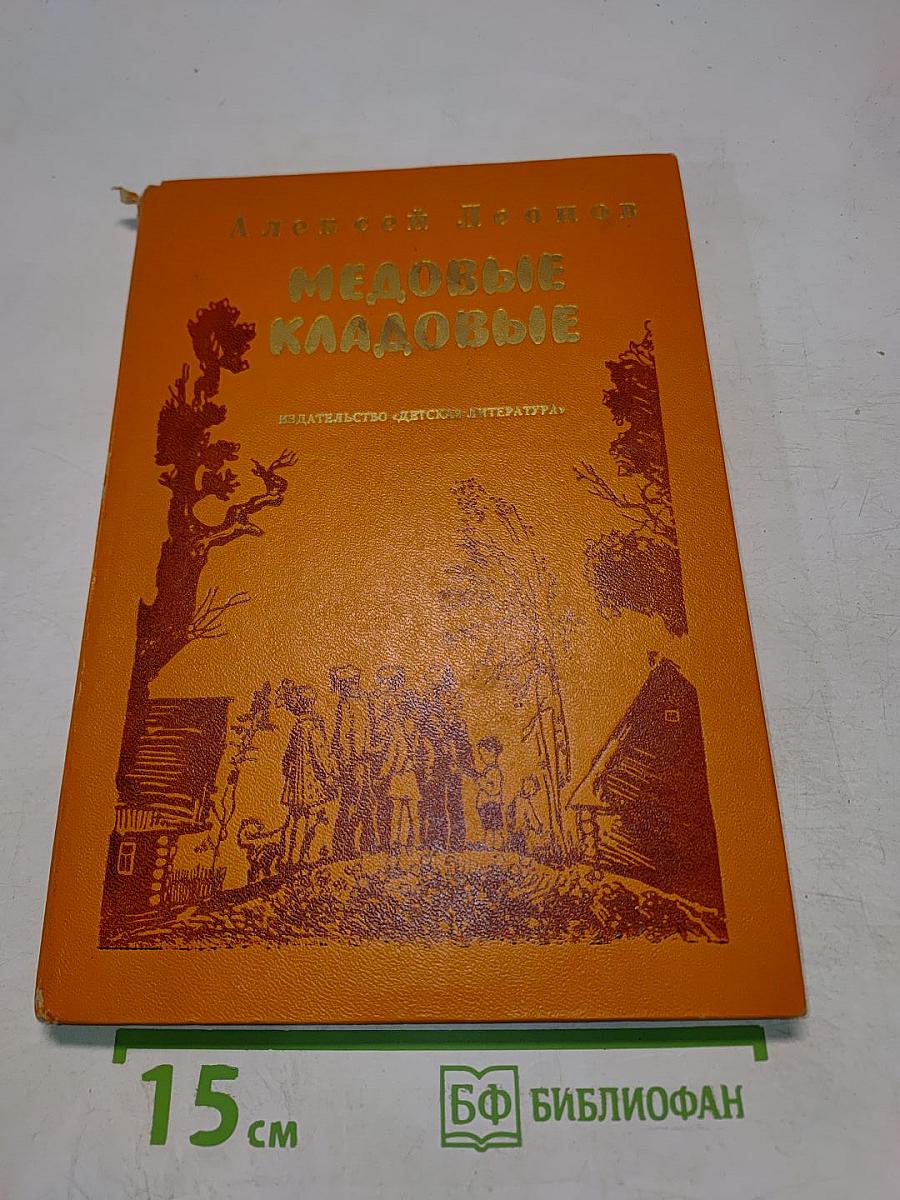 Алексей Леонов
МЕДОВЫЕ
КЛАДОВЫЕ
ИЗДАТЕЛЬСТВО «ДЕТСКАЯ ЛИТЕРАТУРА»
15 см
БФ БИБЛИОФАН